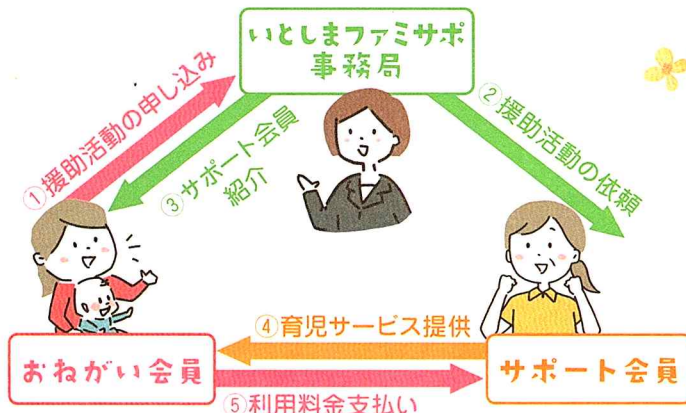 いとしまファミサポ
事務局
①援助活動の申し込み
②援助活動の依頼
③サポート会員
紹介
④育児サービス提供
おねがい会員
サポート会員
⑤利用料金支払い